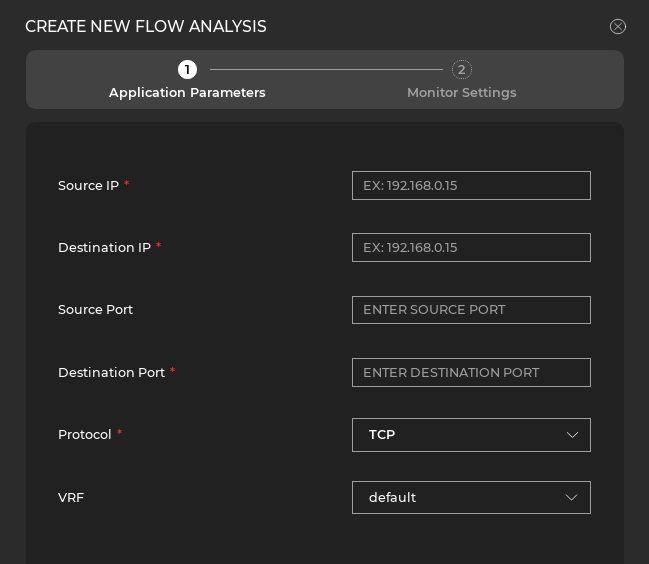 CREATE NEW FLOW ANALYSIS
1 2
Application Parameters Monitor Settings
Source IP * EX: 192.168.0.15
Destination IP * EX: 192.168.0.15
Source Port ENTER SOURCE PORT
Destination Port * ENTER DESTINATION PORT
Protocol * TCP
VRF default